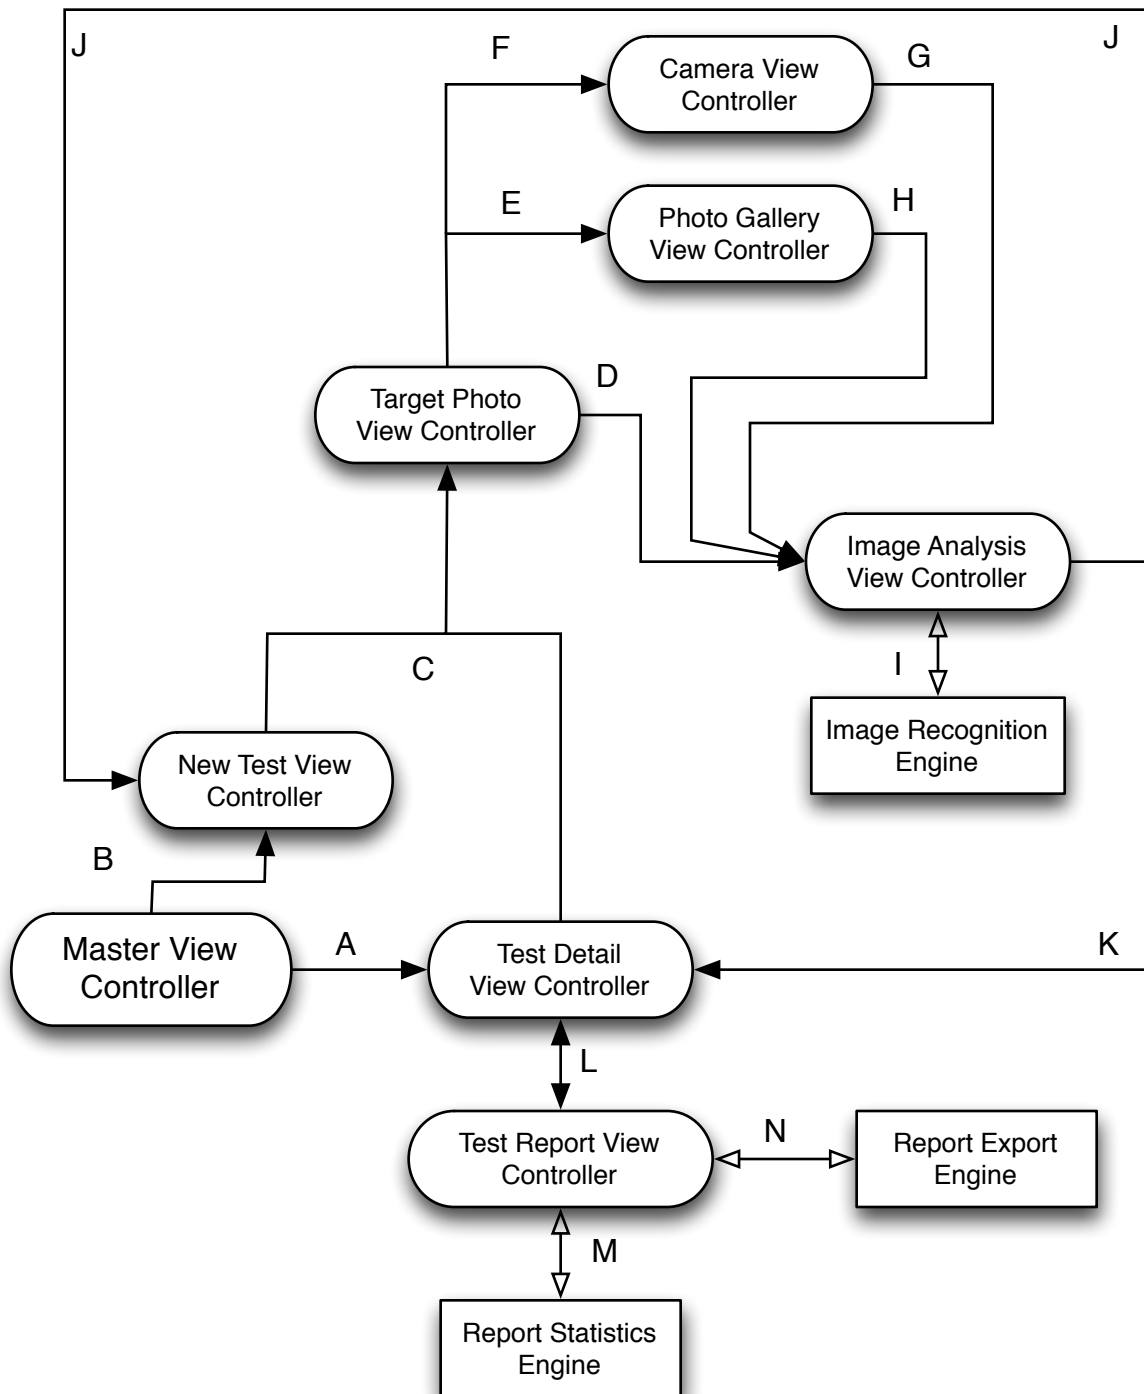 J
J
F
Camera View
Controller
G
E
Photo Gallery
View Controller
H
Target Photo
View Controller
D
Image Analysis
View Controller
C
I
Image Recognition
Engine
New Test View
Controller
B
Master View
Controller
A
Test Detail
View Controller
K
L
Test Report View
Controller
N
Report Export
Engine
M
Report Statistics
Engine